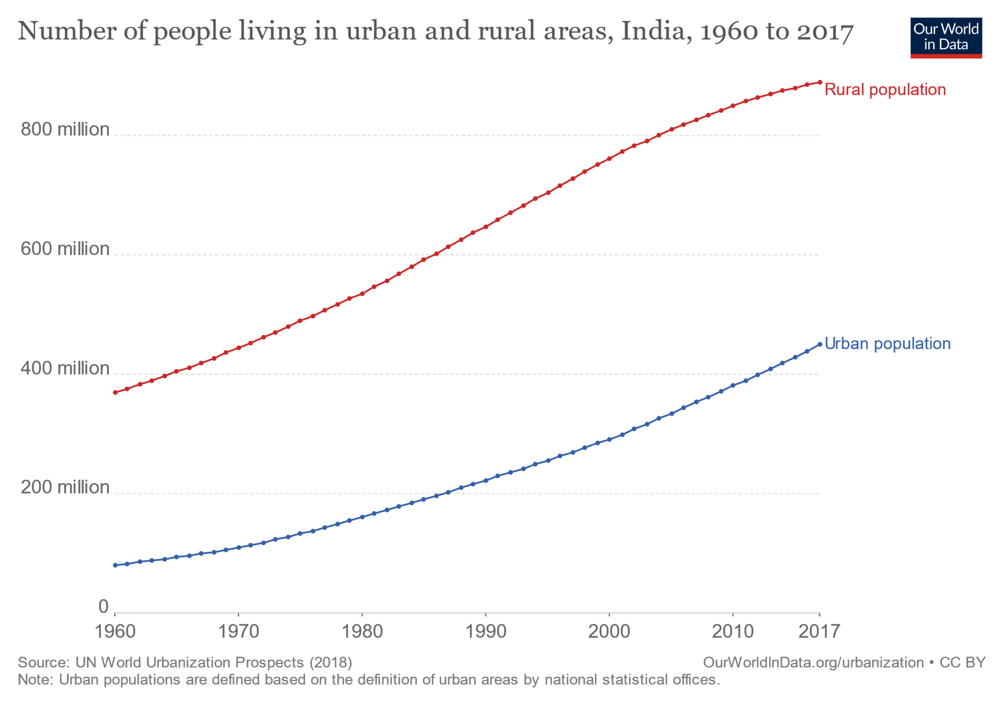 Number of people living in urban and rural areas, India, 1960 to 2017
Our World
in Data
Rural population
800 million
600 million
Urban population
400 million
200 million
0
1960 1970 1980 1990 2000 2010 2017
Source: UN World Urbanization Prospects (2018)
OurWorldInData.org/urbanization • CC BY
Note: Urban populations are defined based on the definition of urban areas by national statistical offices.